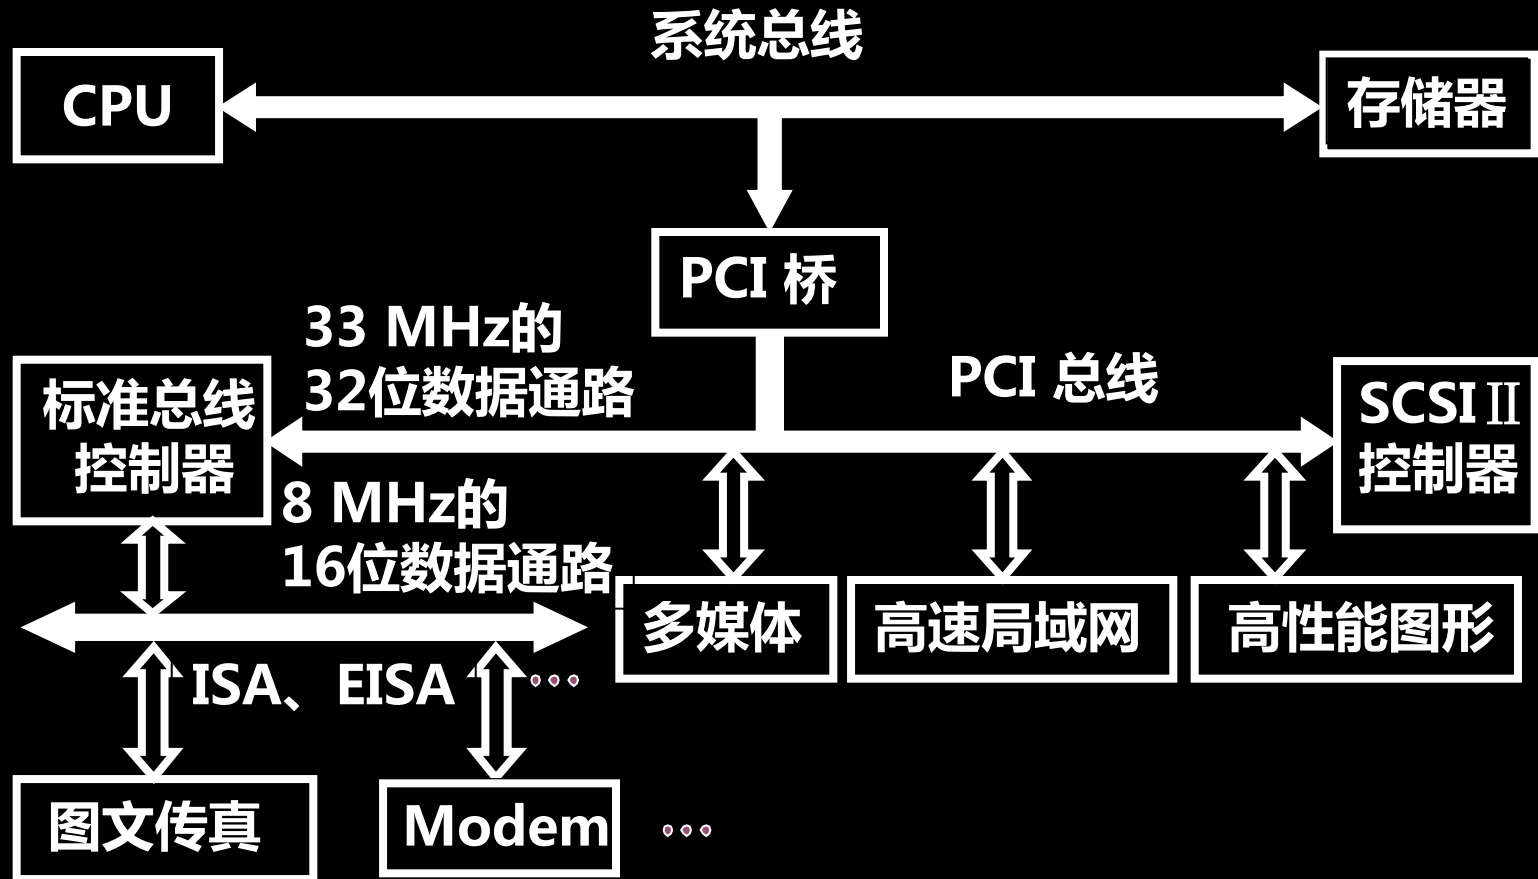 系统总线
CPU
存储器
PCI 桥
33 MHz的
32位数据通路
PCI 总线
标准总线
控制器
SCSI Ⅱ
控制器
8 MHz的
16位数据通路
多媒体
高速局域网
高性能图形
ISA、EISA
…
图文传真
Modem
…